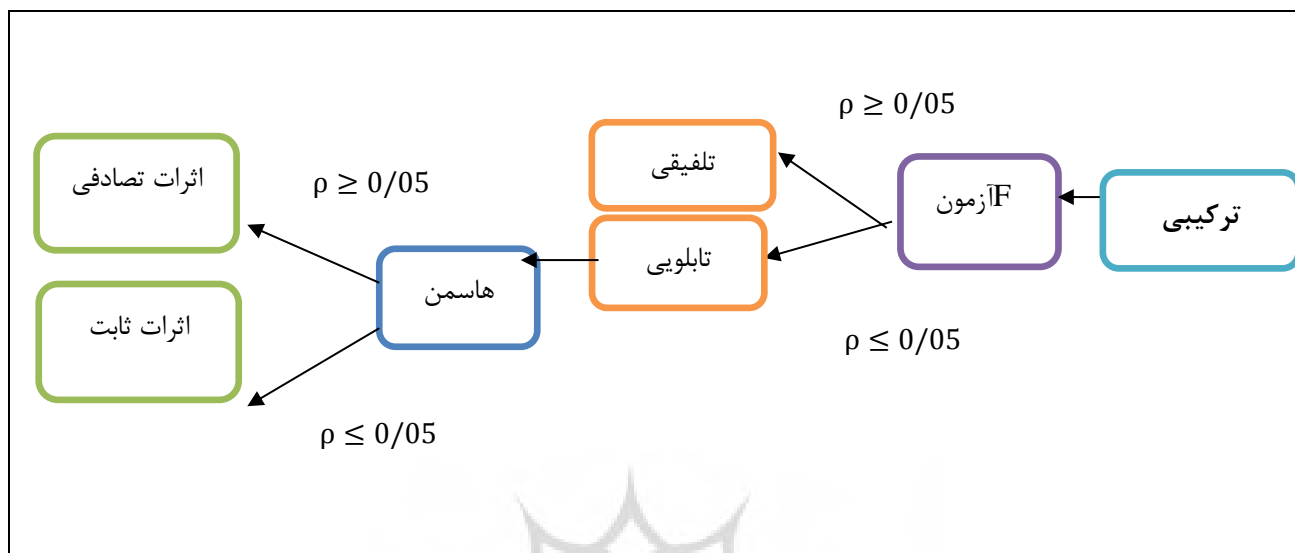 ترکیبی
آزمونF
ρ ≥ 0/05
تلفیقی
تابلویی
ρ ≤ 0/05
هاسمن
ρ ≥ 0/05
اثرات تصادفی
اثرات ثابت
ρ ≤ 0/05